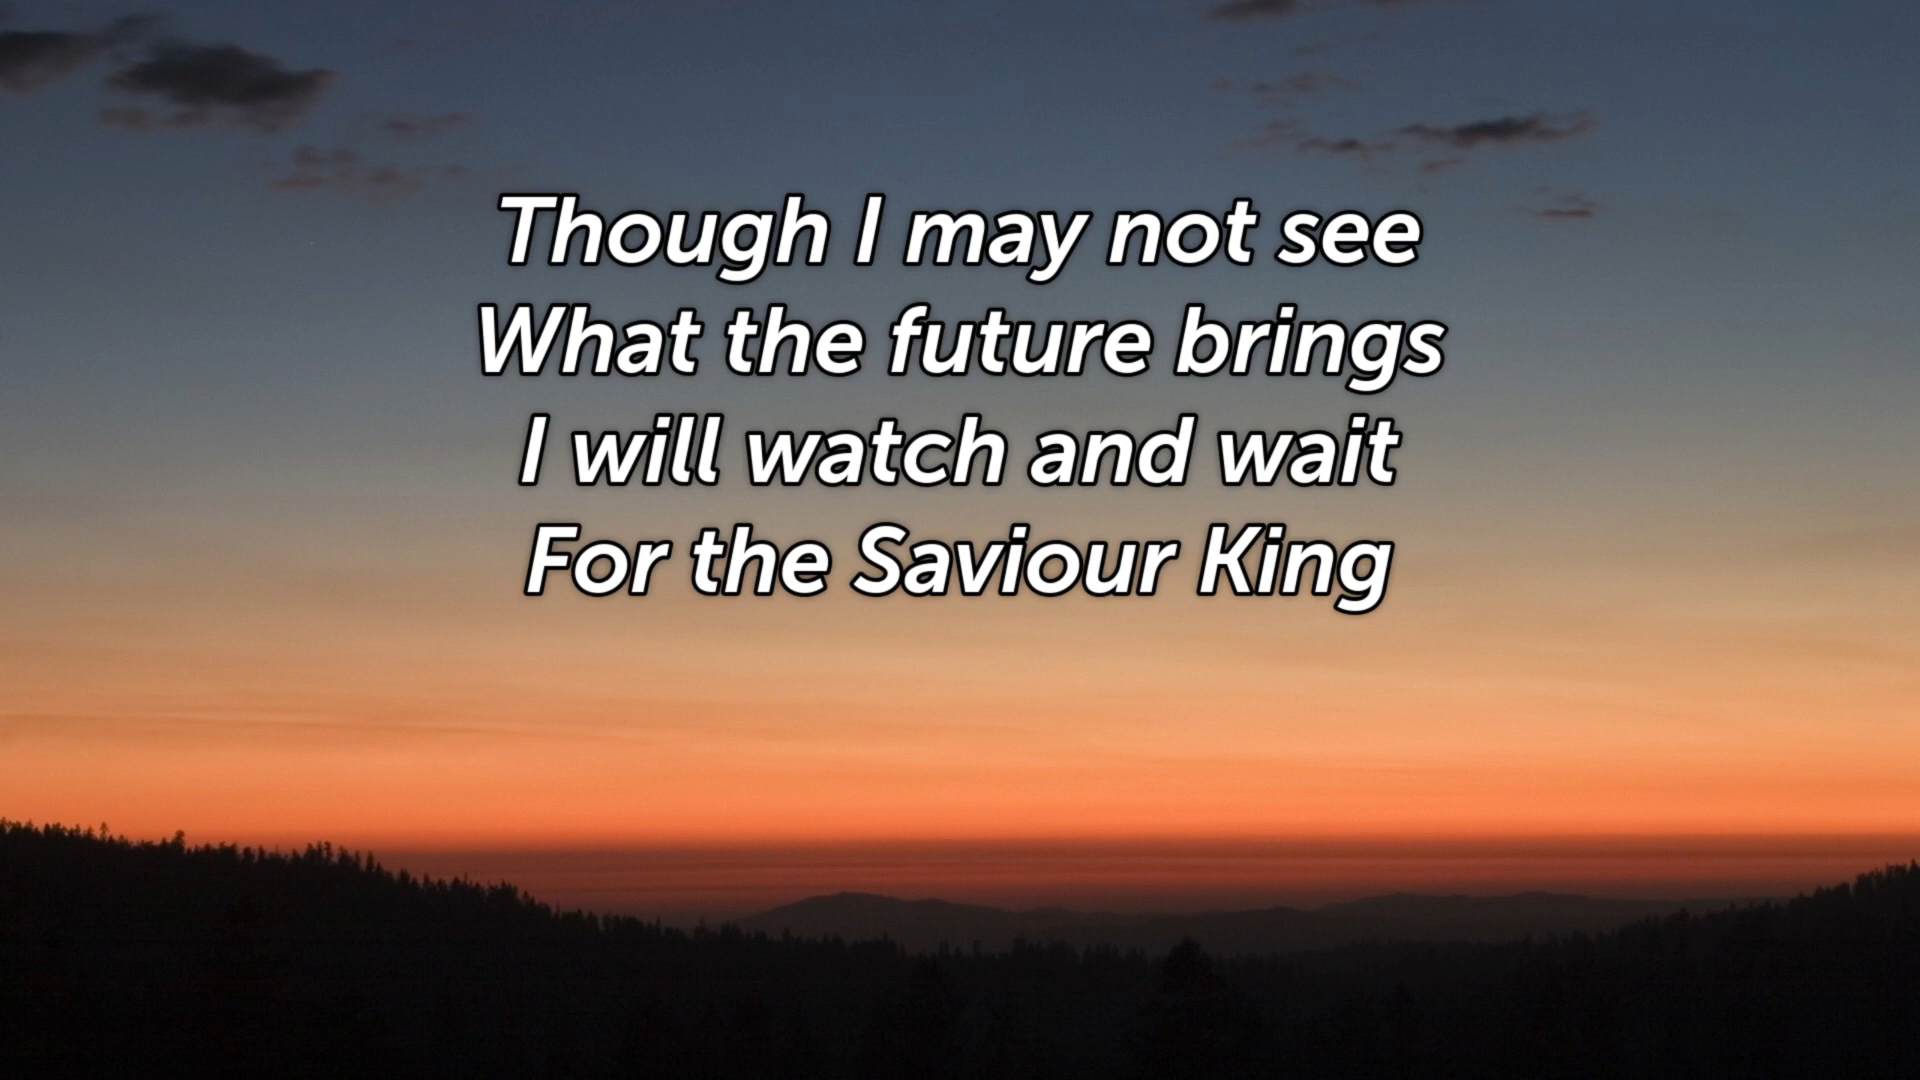 Though I may not see
What the future brings
I will watch and wait
For the Saviour King